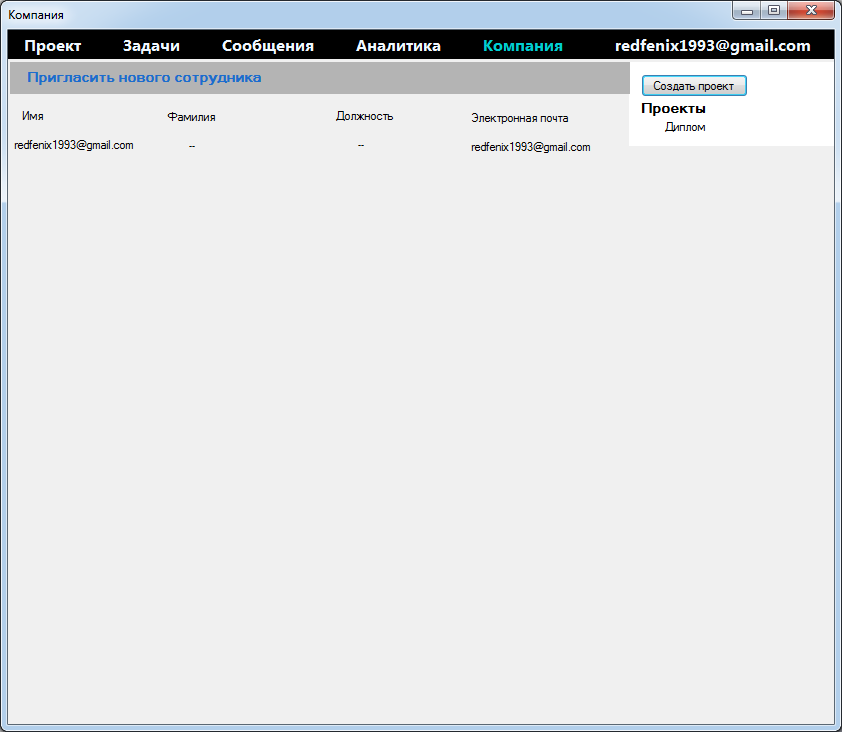 Компания
Проект Задачи Сообщения Аналитика Компания redfenix1993@gmail.com
Пригласить нового сотрудника
Создать проект
Проекты
Диплом
Имя Фамилия Должность Электронная почта
redfenix1993@gmail.com -- -- redfenix1993@gmail.com